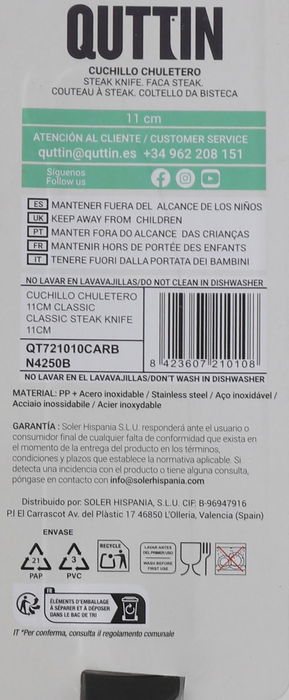 QUTTIN
CUCHILLO CHULETERO
STEAK KNIFE. FACA STEAK.
COUTEAU À STEAK. COLTELLO DA BISTECA
11 cm
ATENCIÓN AL CLIENTE / CUSTOMER SERVICE
quttin@quttin.es +34 962 208 151
Síguenos
Follow us
ES MANTENER FUERA DEL ALCANCE DE LOS NIÑOS
UK KEEP AWAY FROM CHILDREN
PT MANTER FORA DO ALCANCE DAS CRIANÇAS
FR MANTENIR HORS DE PORTÉE DES ENFANTS
IT TENERE FUORI DALLA PORTATA DEI BAMBINI
NO LAVAR EN LAVAVAJILLAS/DO NOT CLEAN IN DISHWASHER
CUCHILLO CHULETERO
11CM CLASSIC
CLASSIC STEAK KNIFE
11CM
QT721010CARB
N4250B
8 423607 210108
NO LAVAR EN EL LAVAVAJILLAS/DON'T WASH IN DISHWASHER
MATERIAL: PP + Acero inoxidable / Stainless steel / Aço inoxidável /
Acciaio inossidabile / Acier inoxydable
GARANTÍA : Soler Hispania S.L.U. responderá ante el usuario o
consumidor final de cualquier falta de conformidad que exista en
el momento de la entrega del producto en los términos,
condiciones y plazos que establece la normativa aplicable. Si
detecta una incidencia con el producto o tiene alguna consulta,
póngase en contacto con info@solerhispania.com
Distribuido por: SOLER HISPANIA, S.L.U. CIF. B-96947916
P.I El Carrascot Av. del Plàstic 17 46850 L'Olleria, Valencia (Spain)
ENVASE
21
PAP
3
PVC
RECYCLE
LAVAR ANTES
DEL PRIMER USO
WASH BEFORE
FIRST USE
FR
ÉLÉMENTS D'EMBALLAGE
À SÉPARER ET À DÉPOSER
DANS LE BAC DE TRI
IT *Per conferma, consulta il regolamento comunale